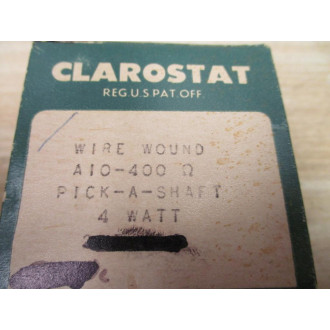 CLAROSTAT
REG.U.S PAT. OFF.
WIRE WOUND
A10-400 Ω
PICK-A-SHAFT
4 WATT